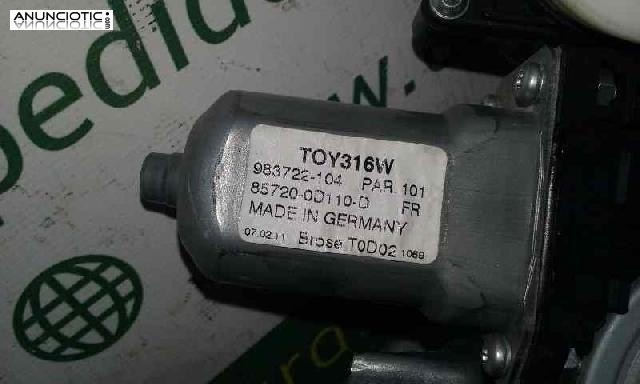 ANUNCIOTIC.COM
pedid
TOY316W
983722-104 PAR. 101
85720-0D110-D FR
MADE IN GERMANY
07.02.11 Brose T0D02 1069